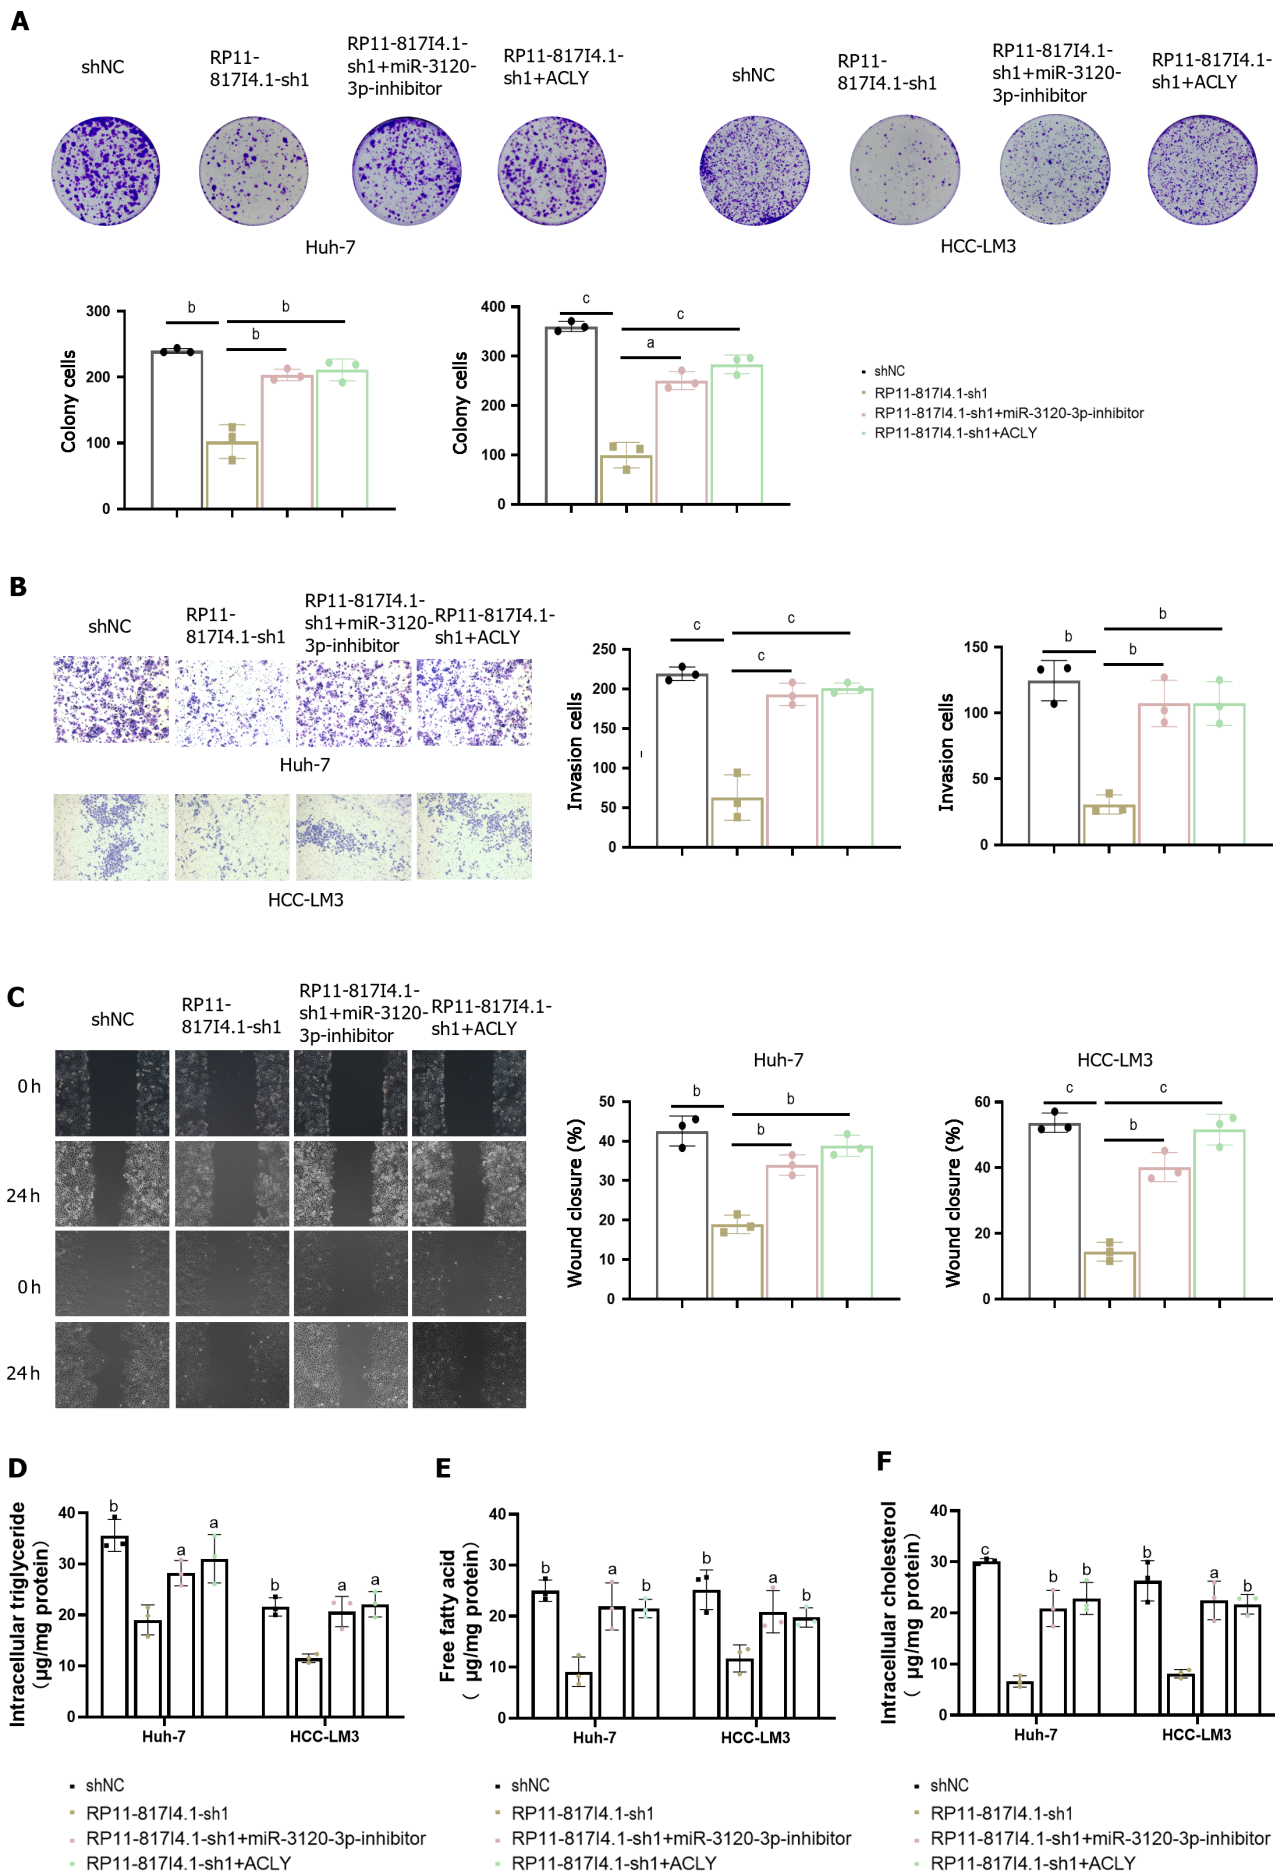 A
shNC
RP11-
817I4.1-sh1
RP11-817I4.1-
sh1+miR-3120-
3p-inhibitor
RP11-817I4.1-
sh1+ACLY
shNC
RP11-
817I4.1-sh1
RP11-817I4.1-
sh1+miR-3120-
3p-inhibitor
RP11-817I4.1-
sh1+ACLY
Huh-7
HCC-LM3
Colony cells
300
200
100
0
b
b
b
Colony cells
400
300
200
100
0
c
c
a
shNC
RP11-817I4.1-sh1
RP11-817I4.1-sh1+miR-3120-3p-inhibitor
RP11-817I4.1-sh1+ACLY
B
shNC
RP11-
817I4.1-sh1
RP11-817I4.1-
sh1+miR-3120-
3p-inhibitor
RP11-817I4.1-
sh1+ACLY
Huh-7
HCC-LM3
Invasion cells
250
200
150
100
50
0
c
c
c
Invasion cells
150
100
50
0
b
b
b
C
shNC
RP11-
817I4.1-sh1
RP11-817I4.1-
sh1+miR-3120-
3p-inhibitor
RP11-817I4.1-
sh1+ACLY
0 h
24 h
0 h
24 h
Huh-7
Wound closure (%)
50
40
30
20
10
0
b
b
b
HCC-LM3
Wound closure (%)
60
40
20
0
c
c
b
D
Intracellular triglyceride
(μg/mg protein)
40
30
20
10
0
b
a
a
b
a
a
Huh-7
HCC-LM3
shNC
RP11-817I4.1-sh1
RP11-817I4.1-sh1+miR-3120-3p-inhibitor
RP11-817I4.1-sh1+ACLY
E
Free fatty acid
( μg/mg protein)
40
30
20
10
0
b
a
b
b
a
b
Huh-7
HCC-LM3
shNC
RP11-817I4.1-sh1
RP11-817I4.1-sh1+miR-3120-3p-inhibitor
RP11-817I4.1-sh1+ACLY
F
Intracellular cholesterol
( μg/mg protein)
40
30
20
10
0
c
b
b
b
a
b
Huh-7
HCC-LM3
shNC
RP11-817I4.1-sh1
RP11-817I4.1-sh1+miR-3120-3p-inhibitor
RP11-817I4.1-sh1+ACLY